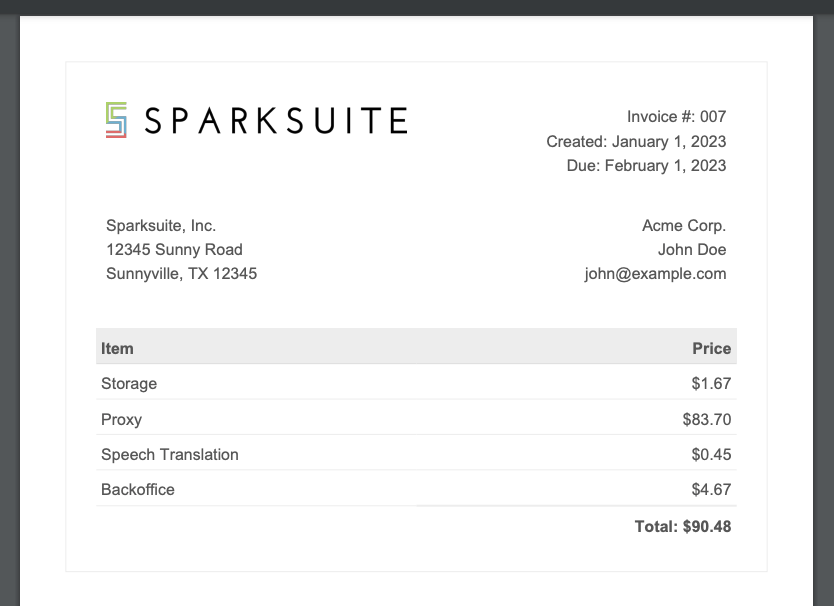 SPARKSUITE
Invoice #: 007
Created: January 1, 2023
Due: February 1, 2023
Sparksuite, Inc.
12345 Sunny Road
Sunnyville, TX 12345
Acme Corp.
John Doe
john@example.com
Item Price
Storage $1.67
Proxy $83.70
Speech Translation $0.45
Backoffice $4.67
Total: $90.48